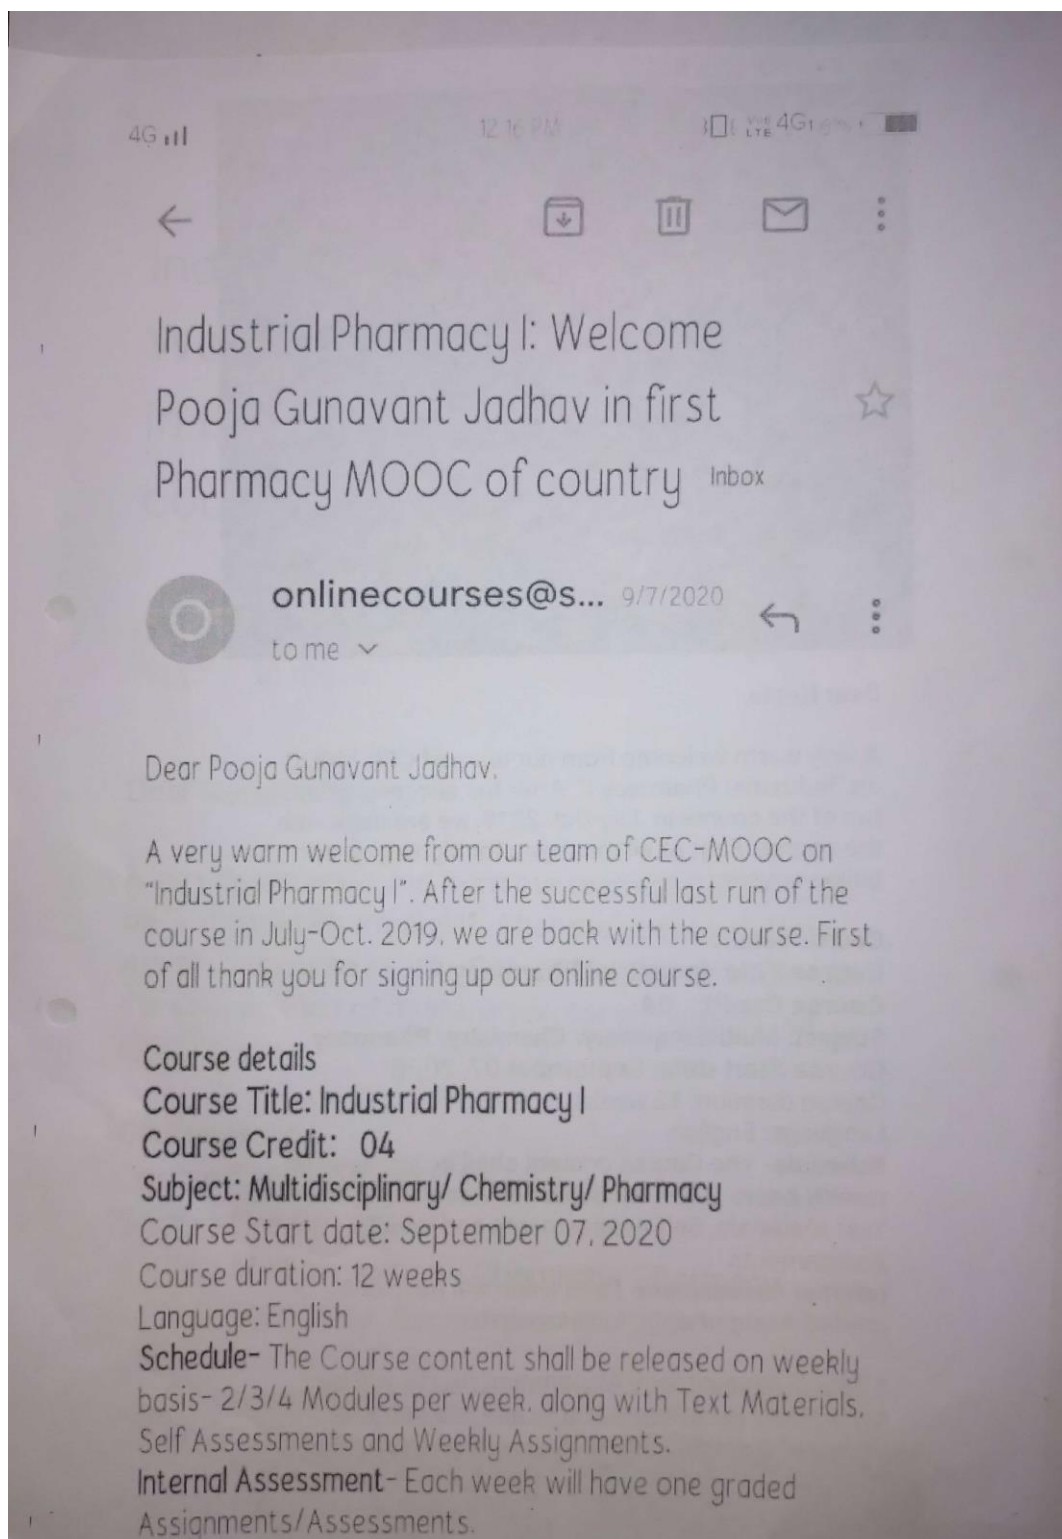 4G
12:16 PM
VoE LTE 4G
Industrial Pharmacy I: Welcome
Pooja Gunavant Jadhav in first
Pharmacy MOOC of country Inbox
O
onlinecourses@s... 9/7/2020
to me
Dear Pooja Gunavant Jadhav,
A very warm welcome from our team of CEC-MOOC on
“Industrial Pharmacy I”. After the successful last run of the
course in July-Oct. 2019, we are back with the course. First
of all thank you for signing up our online course.
Course details
Course Title: Industrial Pharmacy I
Course Credit: 04
Subject: Multidisciplinary/ Chemistry/ Pharmacy
Course Start date: September 07, 2020
Course duration: 12 weeks
Language: English
Schedule- The Course content shall be released on weekly
basis- 2/3/4 Modules per week, along with Text Materials,
Self Assessments and Weekly Assignments.
Internal Assessment- Each week will have one graded
Assignments/Assessments.